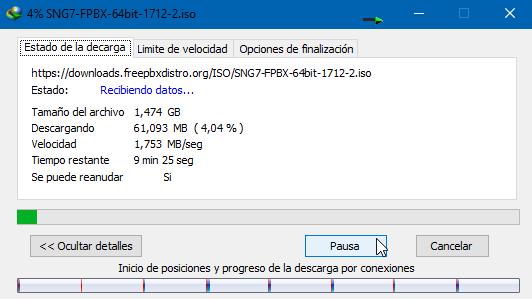 4% SNG7-FPBX-64bit-1712-2.iso
Estado de la descarga Limite de velocidad Opciones de finalización
https://downloads.freepbxdistro.org/ISO/SNG7-FPBX-64bit-1712-2.iso
Estado: Recibiendo datos...
Tamaño del archivo 1,474 GB
Descargando 61,093 MB ( 4,04 % )
Velocidad 1,753 MB/seg
Tiempo restante 9 min 25 seg
Se puede reanudar Si
<< Ocultar detalles Pausa Cancelar
Inicio de posiciones y progreso de la descarga por conexiones